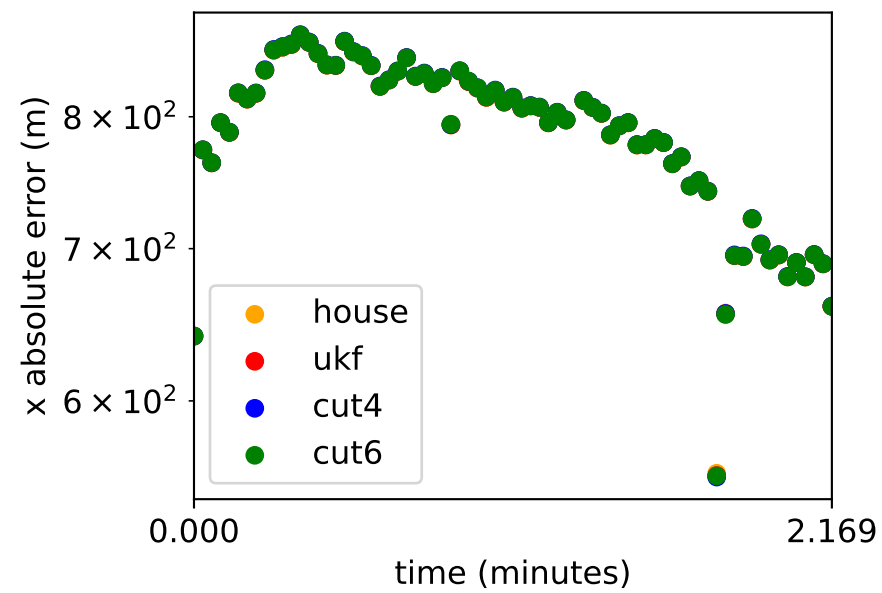 x absolute error (m)
8 × 10²
7 × 10²
6 × 10²
house
ukf
cut4
cut6
0.000
2.169
time (minutes)